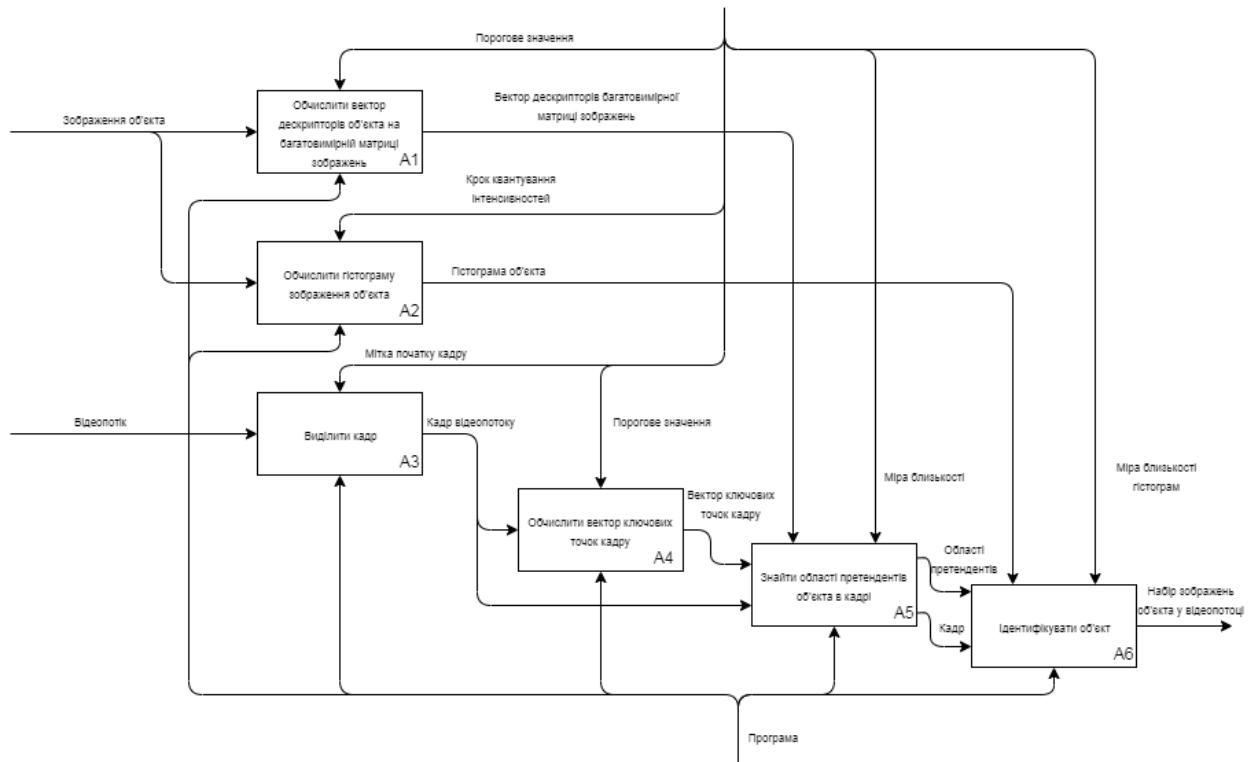 Порогове значення
Зображення об'єкта
Обчислити вектор
дескрипторів об'єкта на
багатовимірній матриці
зображень
A1
Вектор дескрипторів багатовимірної
матриці зображень
Крок квантування
інтенсивностей
Обчислити гістограму
зображення об'єкта
A2
Гістограма об'єкта
Мітка початку кадру
Відеопотік
Виділити кадр
A3
Кадр відеопотоку
Порогове значення
Міра близькості
Міра близькості
гістограм
Обчислити вектор ключових
точок кадру
A4
Вектор ключових
точок кадру
Знайти області претендентів
об'єкта в кадрі
A5
Області
претендентів
Кадр
Ідентифікувати об'єкт
A6
Набір зображень
об'єкта у відеопотоці
Програма